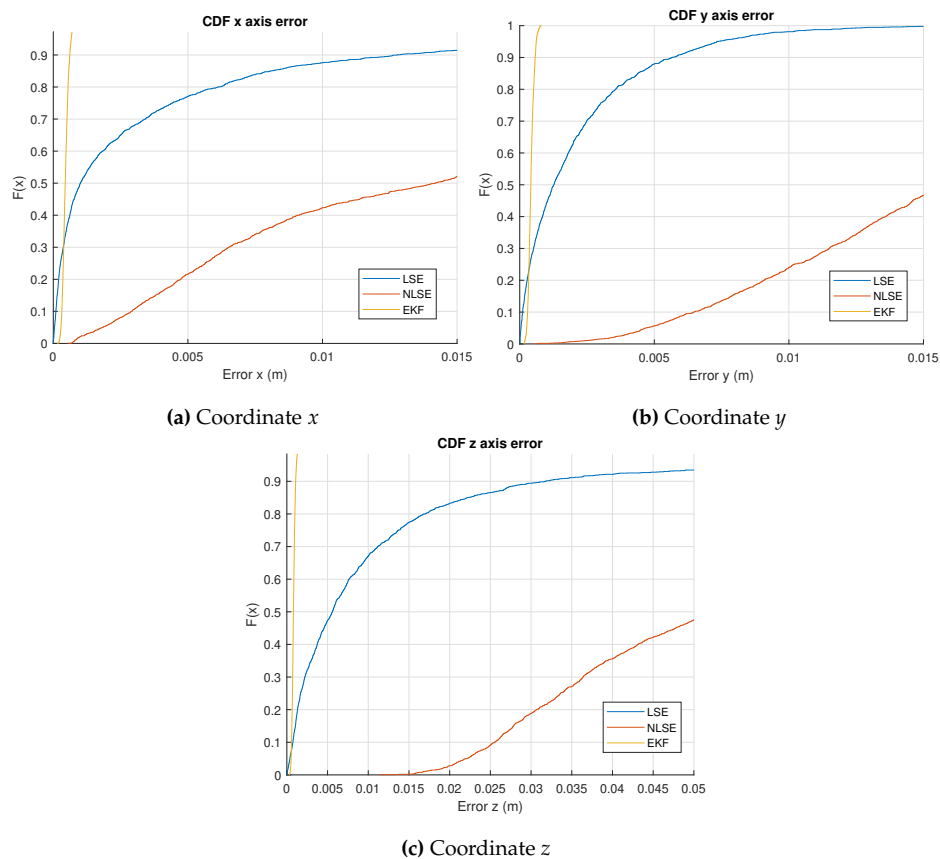 CDF x axis error
F(x)
0.9
0.8
0.7
0.6
0.5
0.4
0.3
0.2
0.1
0
LSE
NLSE
EKF
0 0.005 0.01 0.015
Error x (m)
(a) Coordinate x
CDF y axis error
F(x)
1
0.9
0.8
0.7
0.6
0.5
0.4
0.3
0.2
0.1
0
LSE
NLSE
EKF
0 0.005 0.01 0.015
Error y (m)
(b) Coordinate y
CDF z axis error
F(x)
0.9
0.8
0.7
0.6
0.5
0.4
0.3
0.2
0.1
0
LSE
NLSE
EKF
0 0.005 0.01 0.015 0.02 0.025 0.03 0.035 0.04 0.045 0.05
Error z (m)
(c) Coordinate z